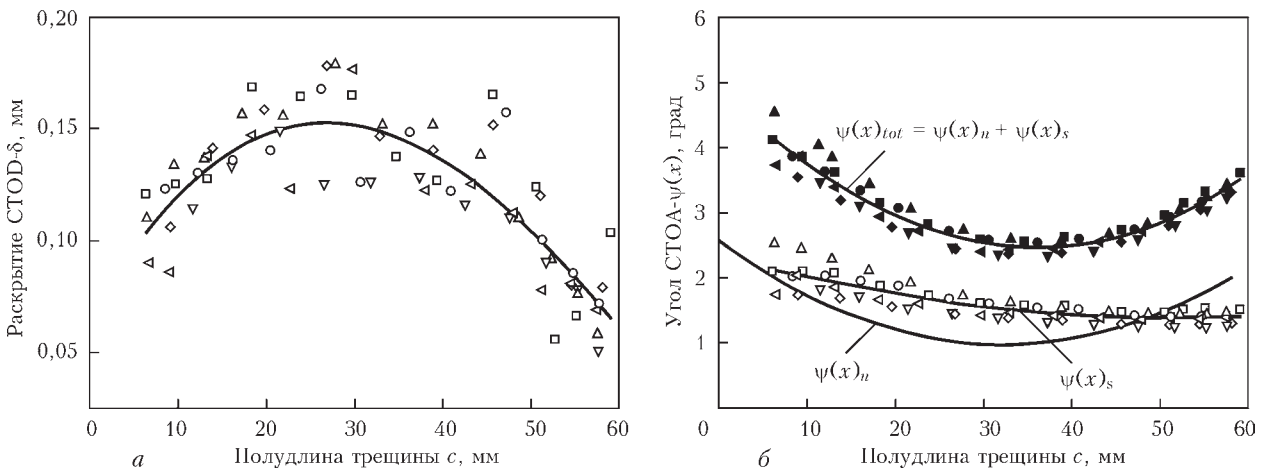 0,20
0,15
0,10
0,05
Раскрытие CTOD-δ, мм
0 10 20 30 40 50 60
а Полудлина трещины c, мм
6
5
4
3
2
1
Угол CTOA-ψ(x), град
ψ(x)tot = ψ(x)n + ψ(x)s
ψ(x)n
ψ(x)s
0 10 20 30 40 50 60
б Полудлина трещины c, мм